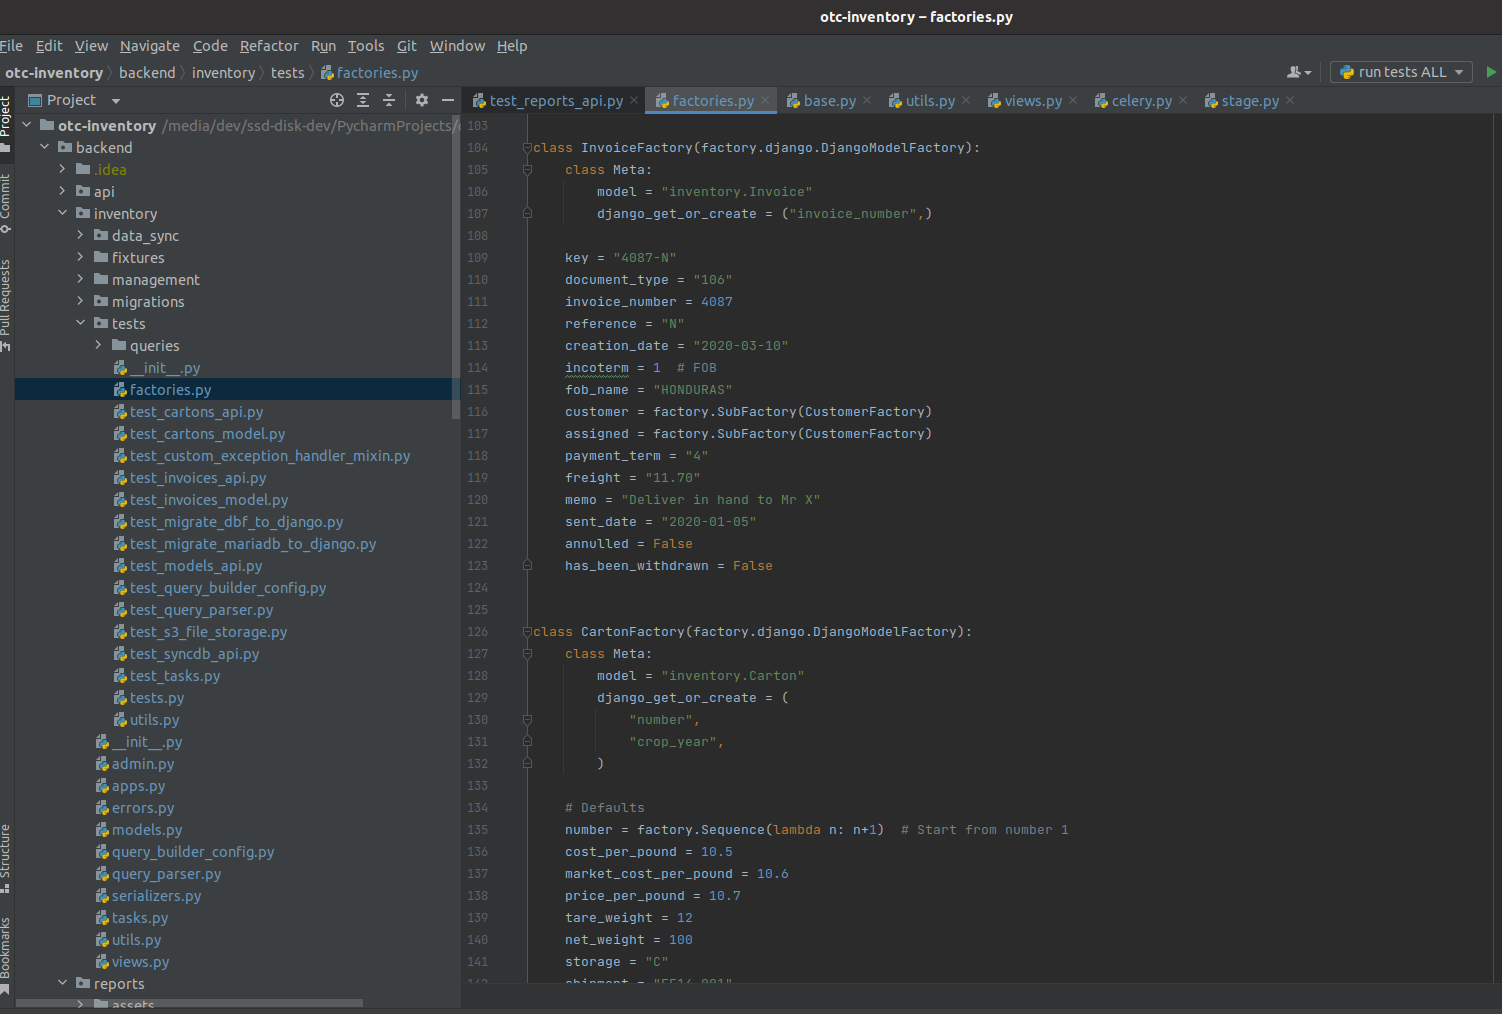 otc-inventory – factories.py
File Edit View Navigate Code Refactor Run Tools Git Window Help
otc-inventory backend inventory tests factories.py
run tests ALL
Project
test_reports_api.py factories.py base.py utils.py views.py celery.py stage.py
Project
Commit
Pull Requests
Structure
Bookmarks
otc-inventory /media/dev/ssd-disk-dev/PycharmProjects/
backend
.idea
api
inventory
data_sync
fixtures
management
migrations
tests
queries
__init__.py
factories.py
test_cartons_api.py
test_cartons_model.py
test_custom_exception_handler_mixin.py
test_invoices_api.py
test_invoices_model.py
test_migrate_dbf_to_django.py
test_migrate_mariadb_to_django.py
test_models_api.py
test_query_builder_config.py
test_query_parser.py
test_s3_file_storage.py
test_syncdb_api.py
test_tasks.py
tests.py
utils.py
__init__.py
admin.py
apps.py
errors.py
models.py
query_builder_config.py
query_parser.py
serializers.py
tasks.py
utils.py
views.py
reports
assets
103
104 class InvoiceFactory(factory.django.DjangoModelFactory):
105 class Meta:
106 model = "inventory.Invoice"
107 django_get_or_create = ("invoice_number",)
108
109 key = "4087-N"
110 document_type = "106"
111 invoice_number = 4087
112 reference = "N"
113 creation_date = "2020-03-10"
114 incoterm = 1 # FOB
115 fob_name = "HONDURAS"
116 customer = factory.SubFactory(CustomerFactory)
117 assigned = factory.SubFactory(CustomerFactory)
118 payment_term = "4"
119 freight = "11.70"
120 memo = "Deliver in hand to Mr X"
121 sent_date = "2020-01-05"
122 annulled = False
123 has_been_withdrawn = False
124
125
126 class CartonFactory(factory.django.DjangoModelFactory):
127 class Meta:
128 model = "inventory.Carton"
129 django_get_or_create = (
130 "number",
131 "crop_year",
132 )
133
134 # Defaults
135 number = factory.Sequence(lambda n: n+1) # Start from number 1
136 cost_per_pound = 10.5
137 market_cost_per_pound = 10.6
138 price_per_pound = 10.7
139 tare_weight = 12
140 net_weight = 100
141 storage = "C"